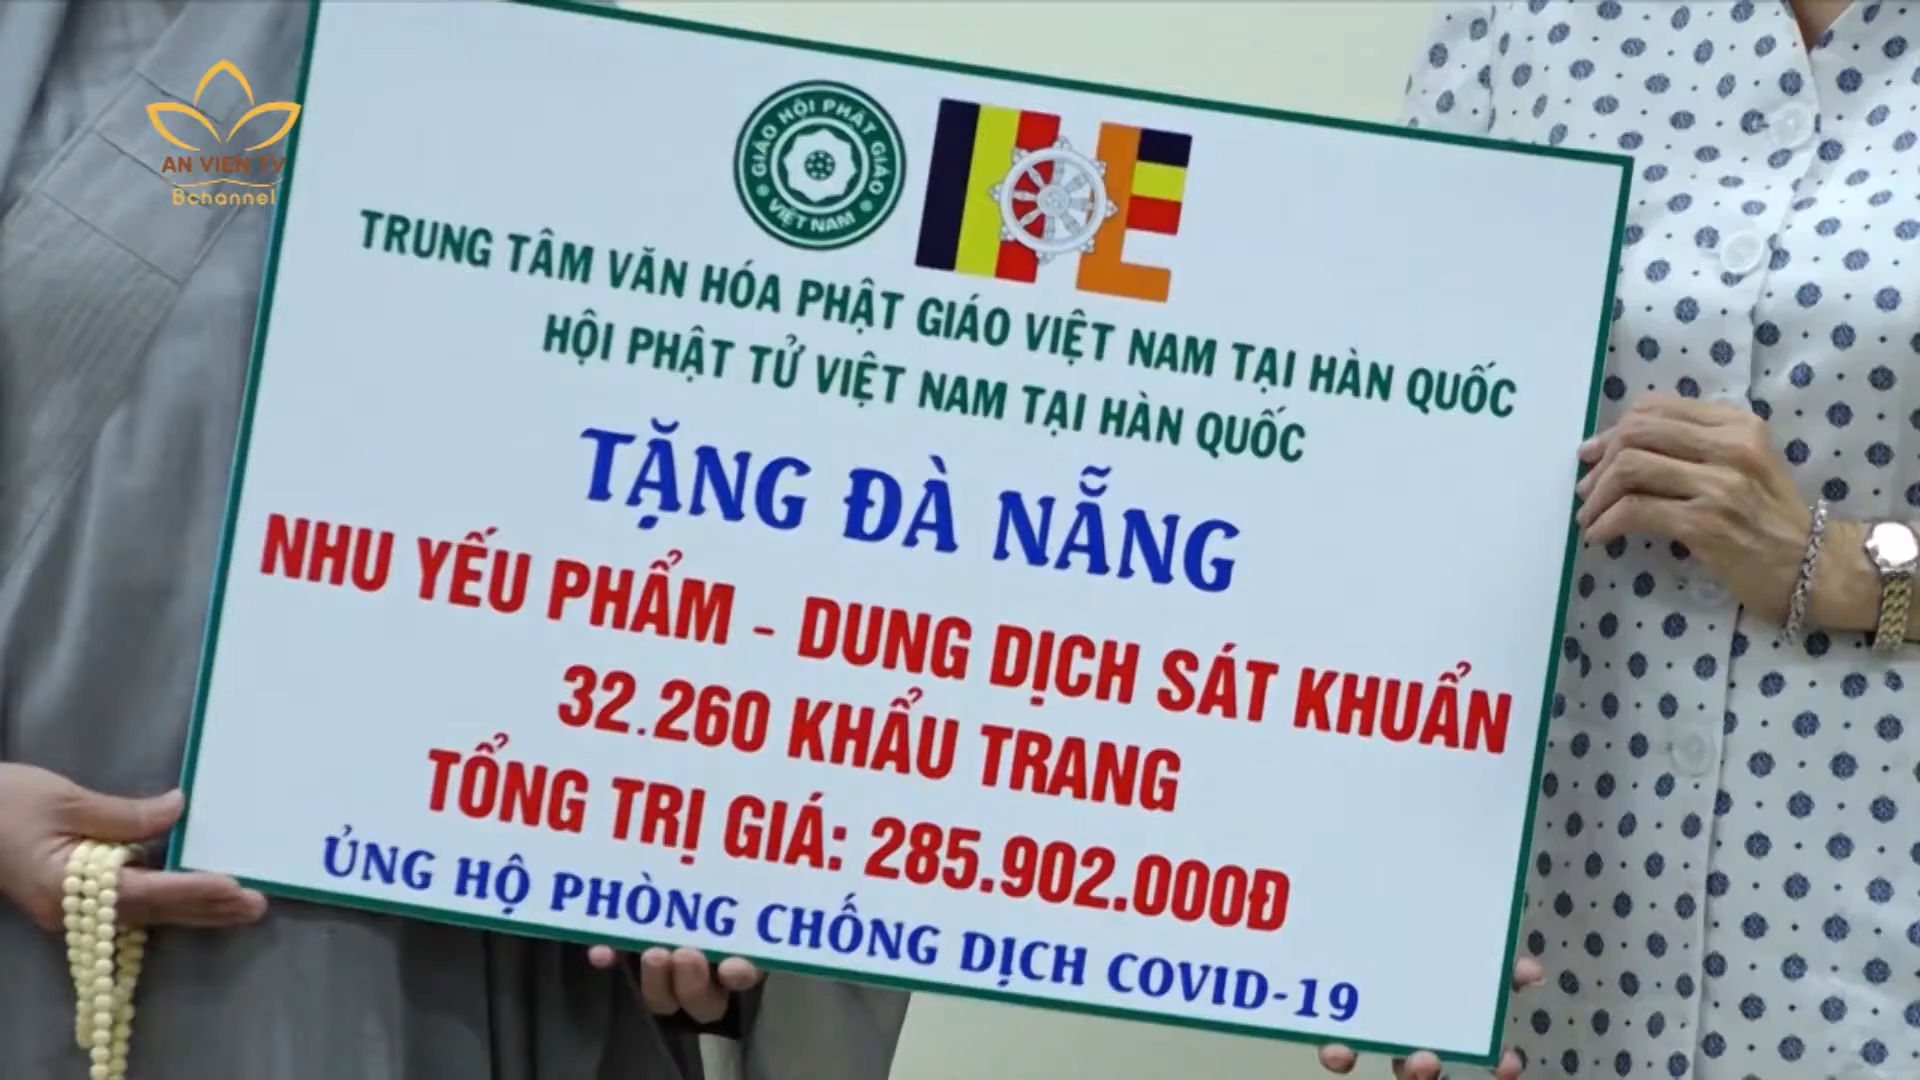 AN VIEN TV
Bchannel
GIÁO HỘI PHẬT GIÁO
VIỆT NAM
TRUNG TÂM VĂN HÓA PHẬT GIÁO VIỆT NAM TẠI HÀN QUỐC
HỘI PHẬT TỬ VIỆT NAM TẠI HÀN QUỐC
TẶNG ĐÀ NẴNG
NHU YẾU PHẨM - DUNG DỊCH SÁT KHUẨN
32.260 KHẨU TRANG
TỔNG TRỊ GIÁ: 285.902.000Đ
ỦNG HỘ PHÒNG CHỐNG DỊCH COVID-19